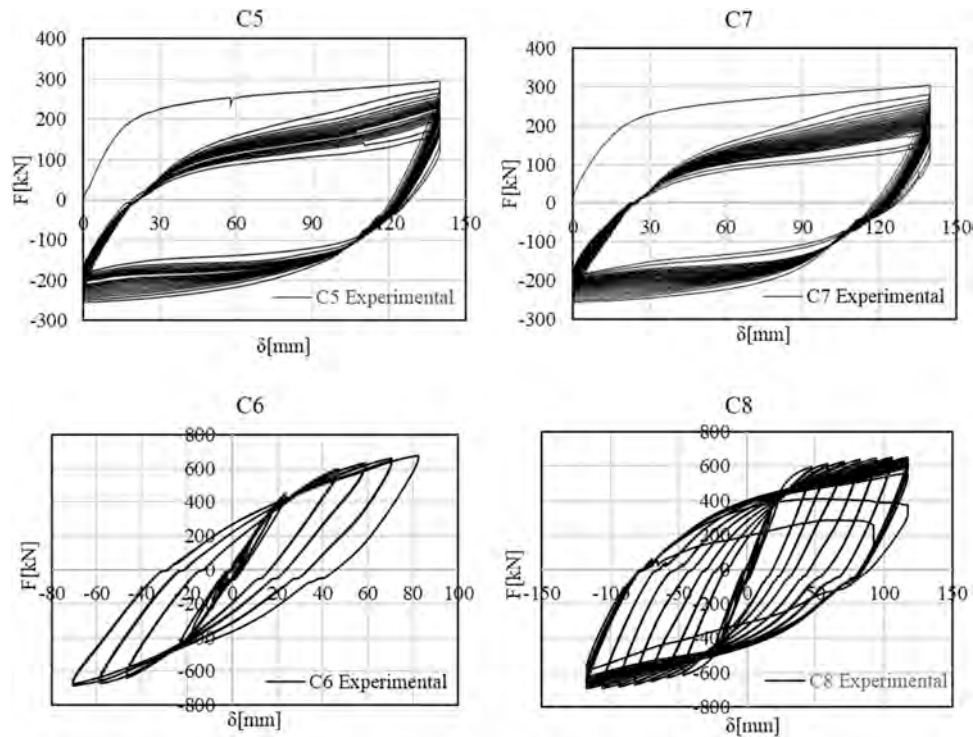 C5
400
300
200
100
0
-100
-200
-300
0 30 60 90 120 150
F[kN]
C5 Experimental
δ[mm]
C7
400
300
200
100
0
-100
-200
-300
0 30 60 90 120 150
F[kN]
C7 Experimental
δ[mm]
C6
800
600
400
200
0
-200
-400
-600
-800
-80 -60 -40 -20 0 20 40 60 80 100
F[kN]
C6 Experimental
δ[mm]
C8
800
600
400
200
0
-200
-400
-600
-800
-150 -100 -50 0 50 100 150
F[kN]
C8 Experimental
δ[mm]